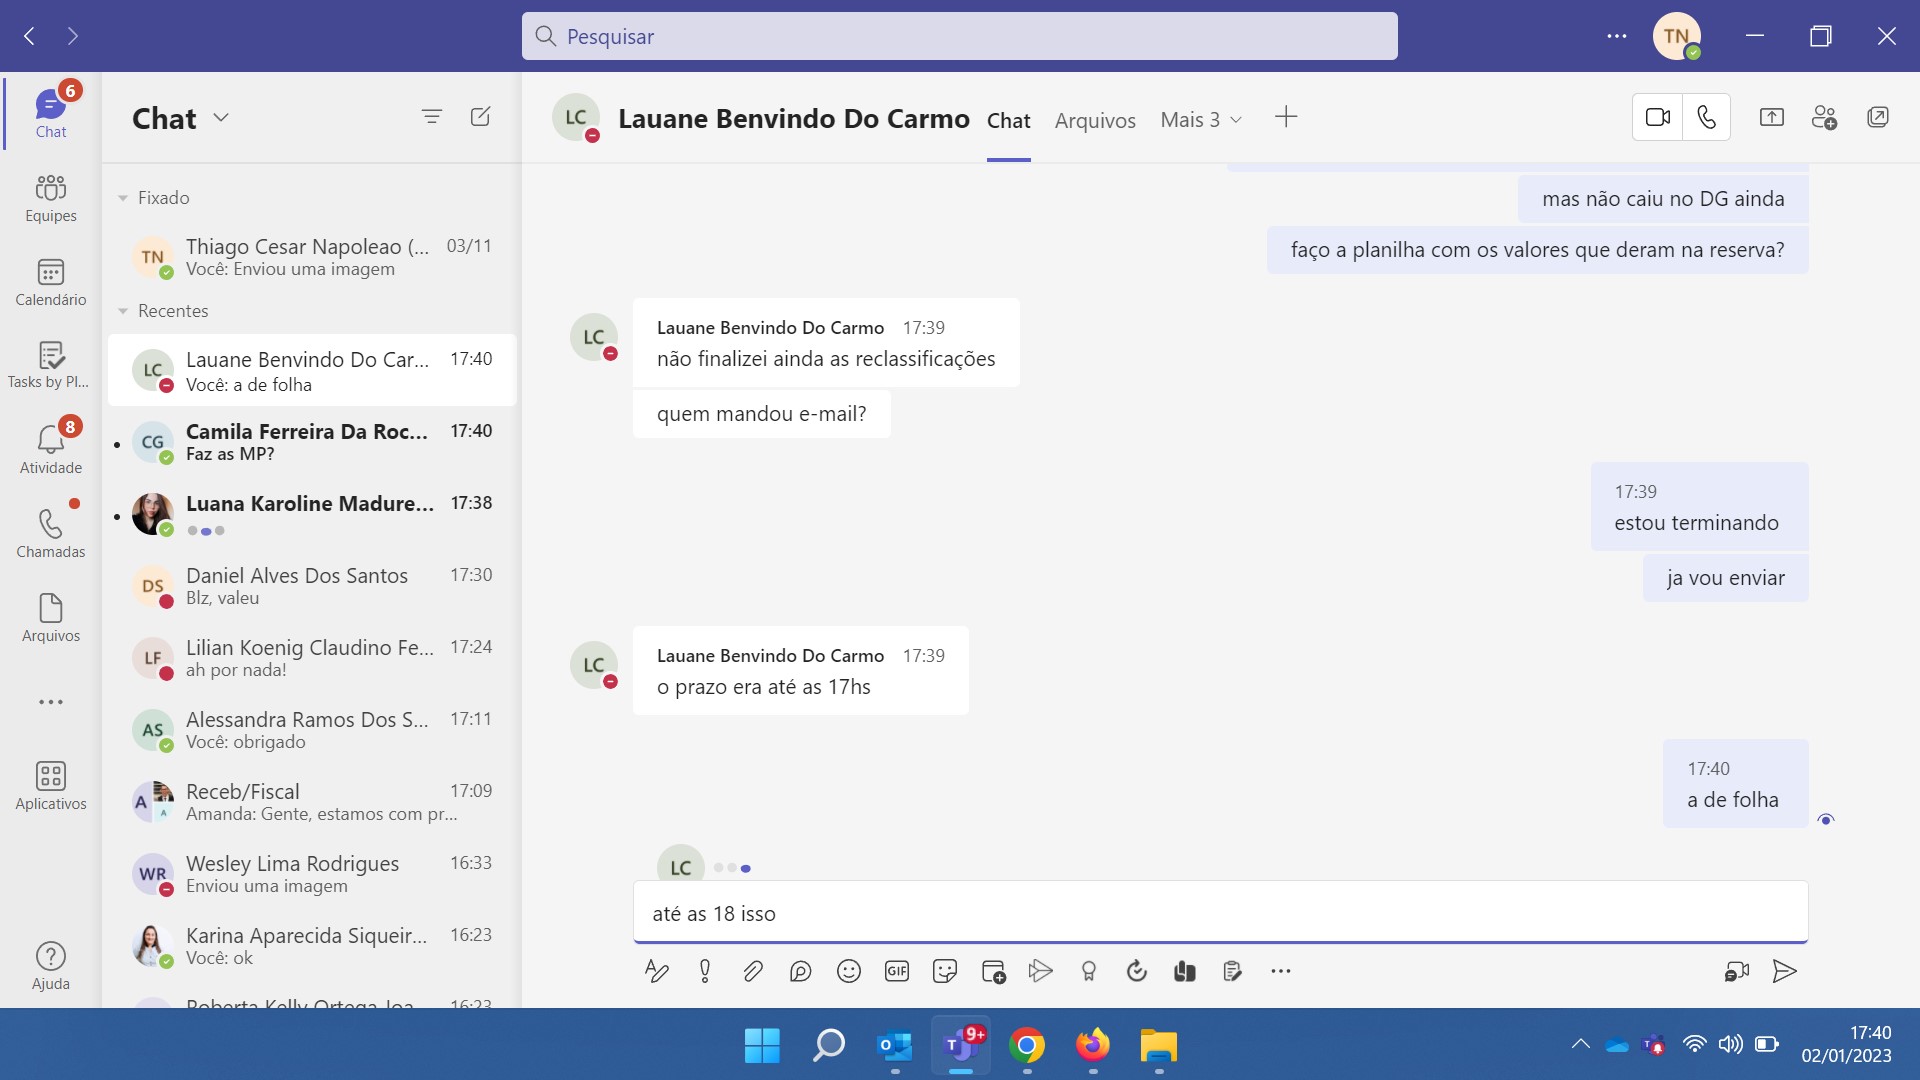 Pesquisar
TN
6
Chat
Equipes
Calendário
Tasks by Pl...
8
Atividade
Chamadas
Arquivos
Aplicativos
Ajuda
Chat
Fixado
TN
Thiago Cesar Napoleao (... 03/11
Você: Enviou uma imagem
Recentes
LC
Lauane Benvindo Do Car... 17:40
Você: a de folha
CG
Camila Ferreira Da Roc... 17:40
Faz as MP?
Luana Karoline Madure... 17:38
DS
Daniel Alves Dos Santos 17:30
Blz, valeu
LF
Lilian Koenig Claudino Fe... 17:24
ah por nada!
AS
Alessandra Ramos Dos S... 17:11
Você: obrigado
A
A
Receb/Fiscal 17:09
Amanda: Gente, estamos com pr...
WR
Wesley Lima Rodrigues 16:33
Enviou uma imagem
Karina Aparecida Siqueir... 16:23
Você: ok
Roberta Kelly Ortega Joa... 16:23
LC
Lauane Benvindo Do Carmo
Chat
Arquivos
Mais 3
mas não caiu no DG ainda
faço a planilha com os valores que deram na reserva?
LC
Lauane Benvindo Do Carmo 17:39
não finalizei ainda as reclassificações
quem mandou e-mail?
17:39
estou terminando
ja vou enviar
LC
Lauane Benvindo Do Carmo 17:39
o prazo era até as 17hs
17:40
a de folha
LC
até as 18 isso
GIF
9+
17:40
02/01/2023